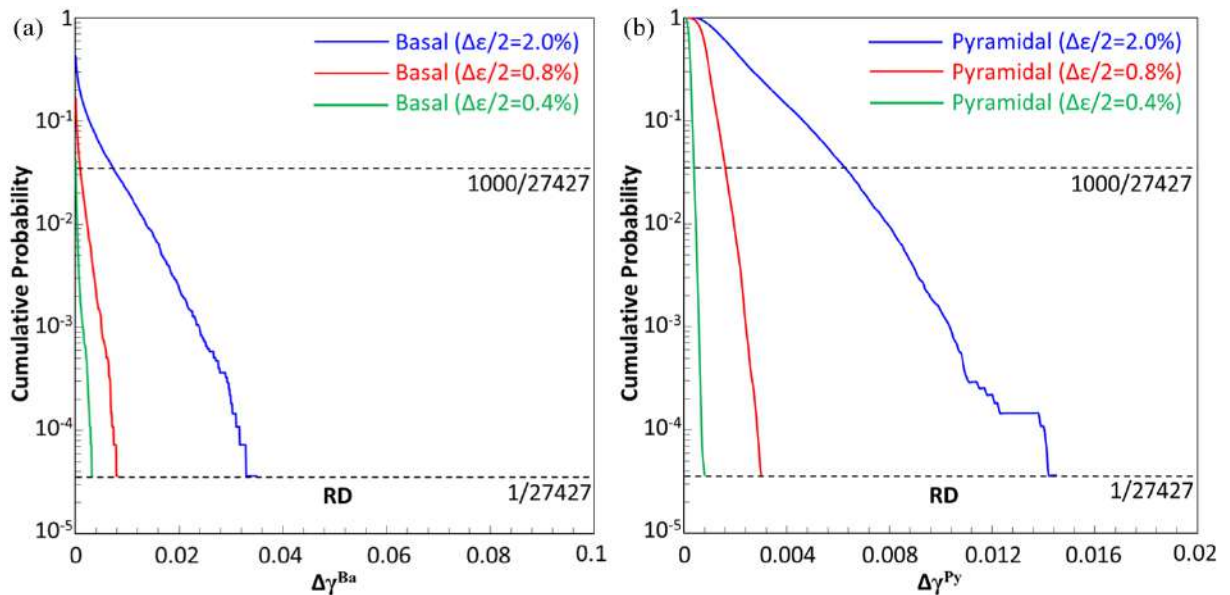 (a)
1
10⁻¹
10⁻²
10⁻³
10⁻⁴
10⁻⁵
Cumulative Probability
Basal (Δε/2=2.0%)
Basal (Δε/2=0.8%)
Basal (Δε/2=0.4%)
1000/27427
1/27427
RD
0 0.02 0.04 0.06 0.08 0.1
Δγᴮᵃ
(b)
1
10⁻¹
10⁻²
10⁻³
10⁻⁴
10⁻⁵
Cumulative Probability
Pyramidal (Δε/2=2.0%)
Pyramidal (Δε/2=0.8%)
Pyramidal (Δε/2=0.4%)
1000/27427
1/27427
RD
0 0.004 0.008 0.012 0.016 0.02
Δγᴾʸ